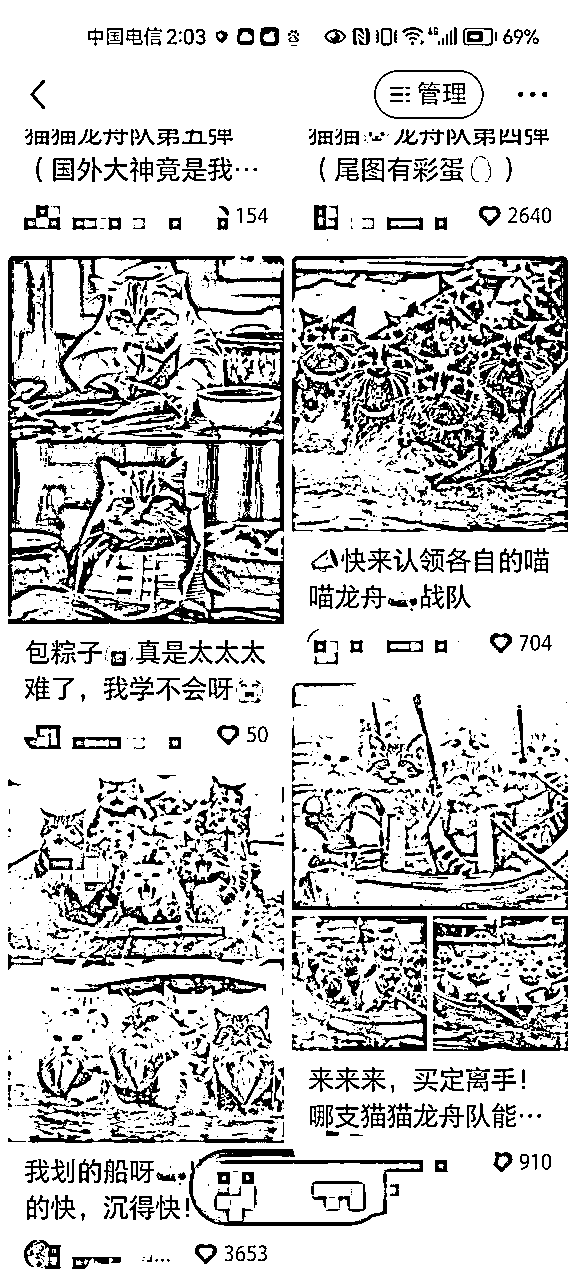 中国电信 2:03
69%
管理
猫猫龙舟队第五弹
（国外大神竟是我…
154
猫猫龙舟队第四弹
（尾图有彩蛋）
2640
包粽子真是太太太
难了，我学不会呀
50
快来认领各自的喵
喵龙舟战队
704
我划的船呀
的快，沉得快！
3653
来来来，买定离手！
哪支猫猫龙舟队能…
910